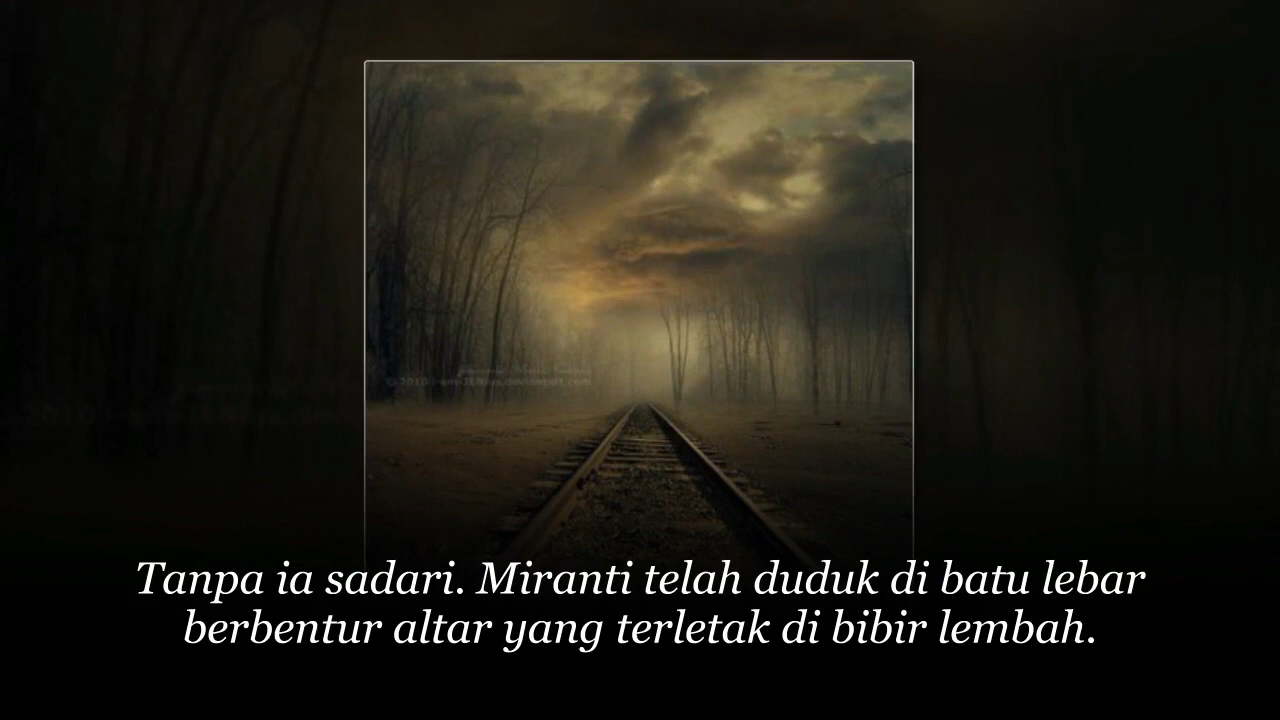 Tanpa ia sadari. Miranti telah duduk di batu lebar
berbentur altar yang terletak di bibir lembah.